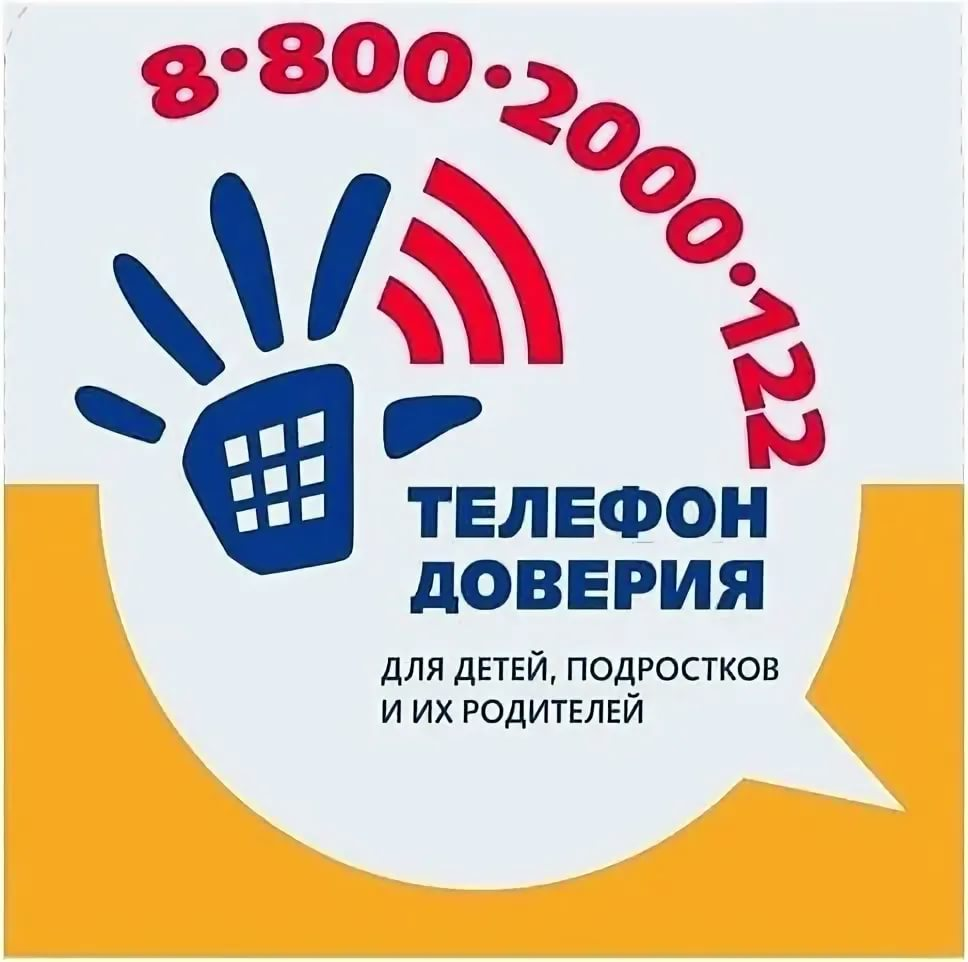 8·800·2000·122
ТЕЛЕФОН
ДОВЕРИЯ
ДЛЯ ДЕТЕЙ, ПОДРОСТКОВ
И ИХ РОДИТЕЛЕЙ